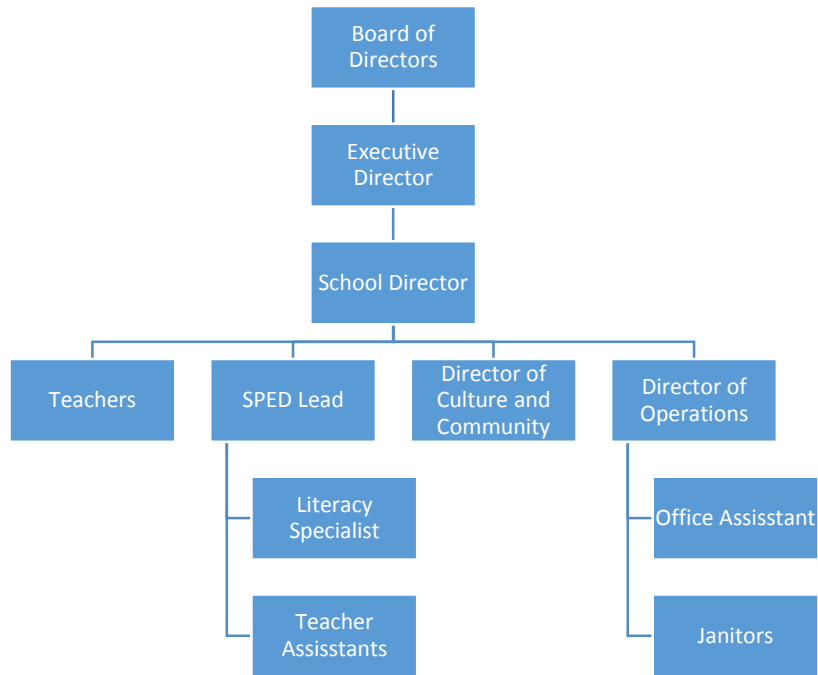 Board of
Directors
Executive
Director
School Director
Teachers
SPED Lead
Director of
Culture and
Community
Director of
Operations
Literacy
Specialist
Office Assisstant
Teacher
Assisstants
Janitors